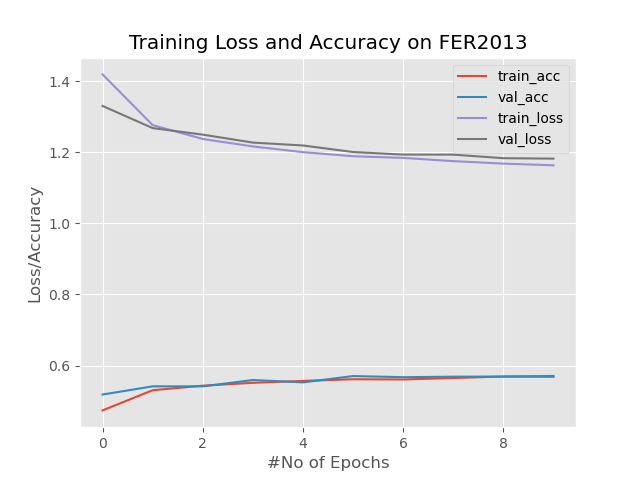 Training Loss and Accuracy on FER2013
train_acc
val_acc
train_loss
val_loss
1.4
1.2
1.0
0.8
0.6
Loss/Accuracy
0 2 4 6 8
#No of Epochs